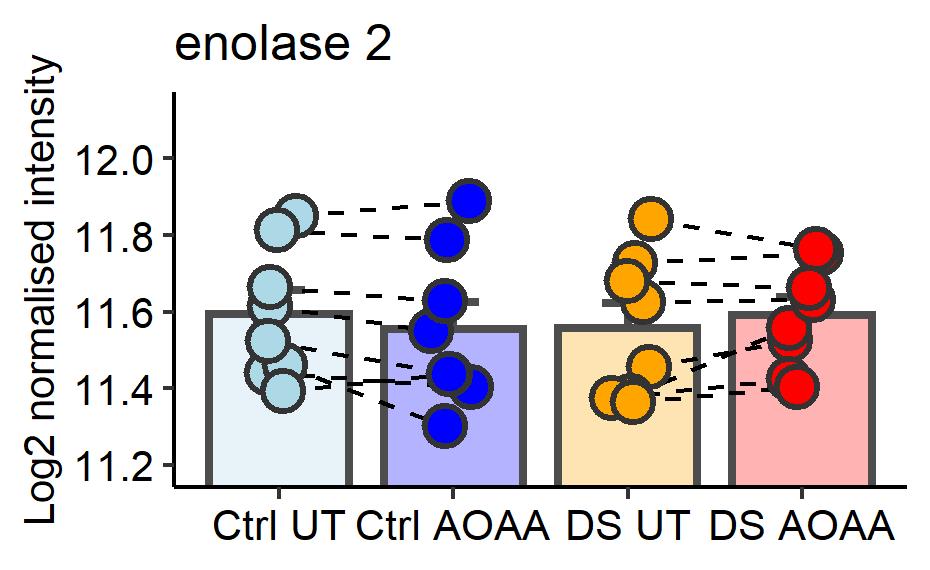 enolase 2
Log2 normalised intensity
12.0
11.8
11.6
11.4
11.2
Ctrl UT Ctrl AOAA DS UT DS AOAA